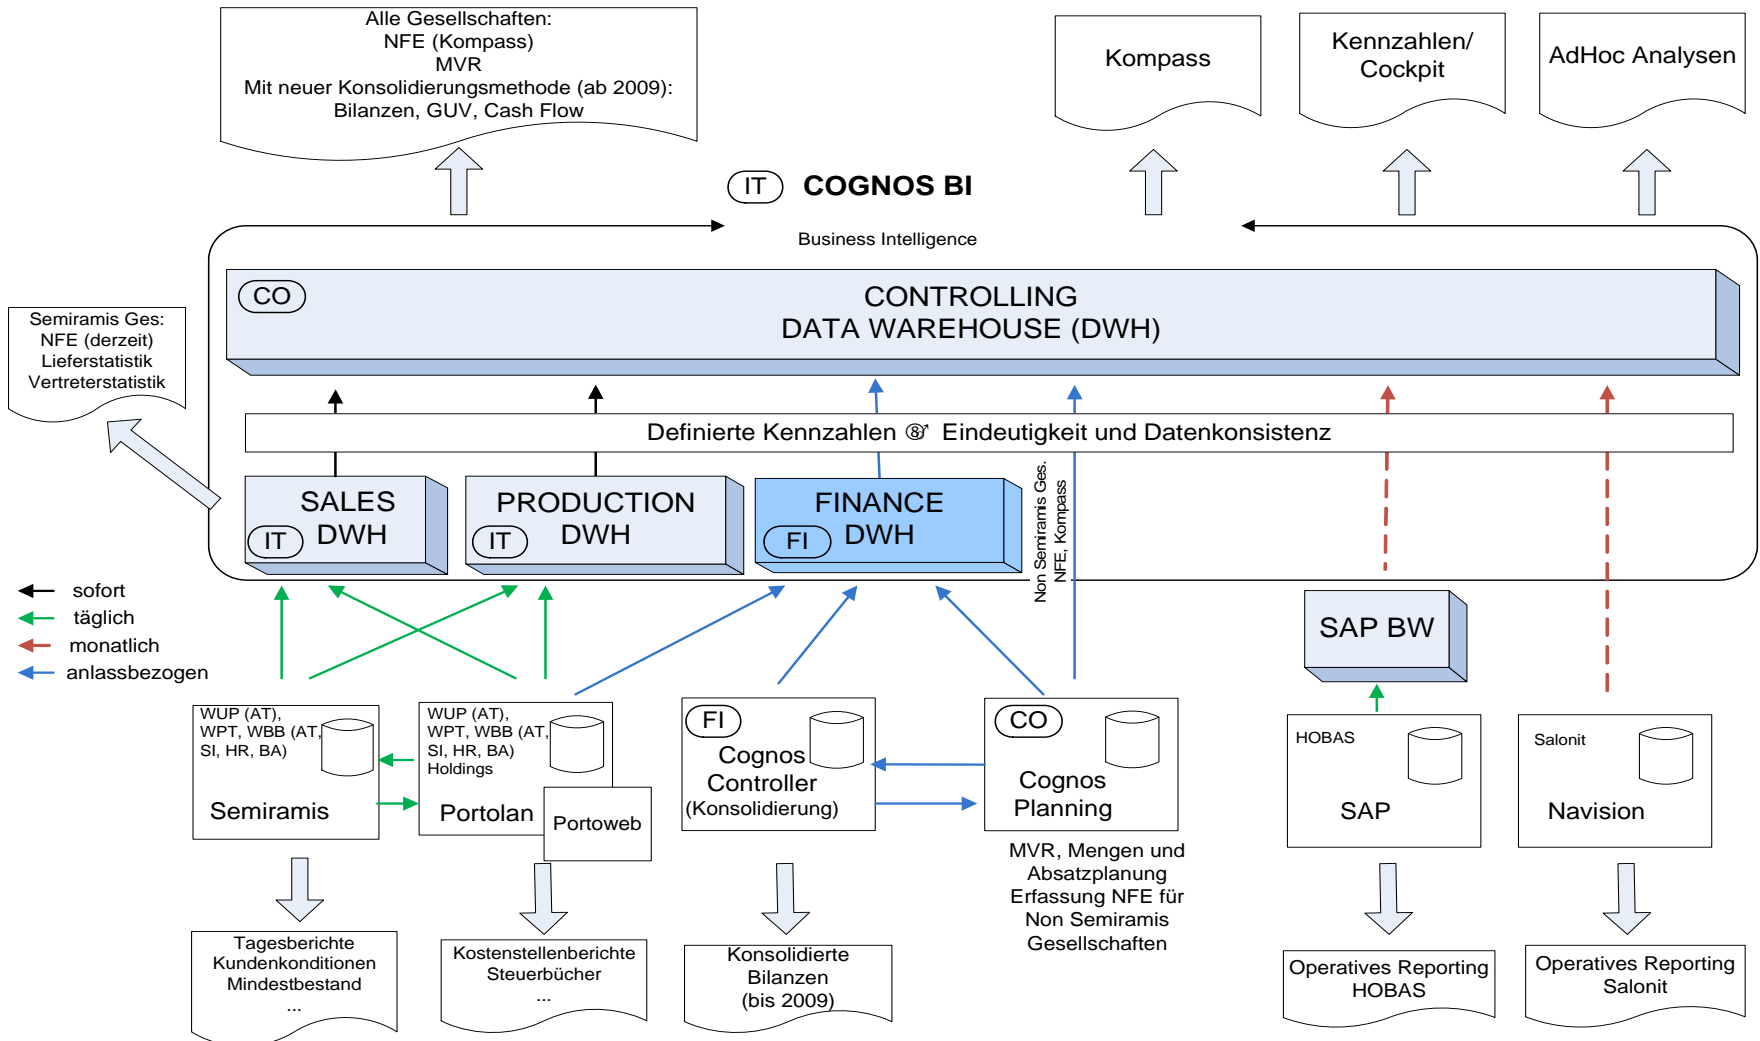 Alle Gesellschaften:
NFE (Kompass)
MVR
Mit neuer Konsolidierungsmethode (ab 2009):
Bilanzen, GUV, Cash Flow
Kompass
Kennzahlen/
Cockpit
AdHoc Analysen
IT COGNOS BI
Business Intelligence
CO
CONTROLLING
DATA WAREHOUSE (DWH)
Semiramis Ges:
NFE (derzeit)
Lieferstatistik
Vertreterstatistik
Definierte Kennzahlen Eindeutigkeit und Datenkonsistenz
SALES
DWH
IT
PRODUCTION
DWH
IT
FINANCE
DWH
FI
Non Semiramis Ges.
NFE, Kompass
sofort
täglich
monatlich
anlassbezogen
SAP BW
WUP (AT),
WPT, WBB (AT,
SI, HR, BA)
Semiramis
WUP (AT),
WPT, WBB (AT,
SI, HR, BA)
Holdings
Portolan
Portoweb
FI
Cognos
Controller
(Konsolidierung)
CO
Cognos
Planning
MVR, Mengen und
Absatzplanung
Erfassung NFE für
Non Semiramis
Gesellschaften
HOBAS
SAP
Salonit
Navision
Tagesberichte
Kundenkonditionen
Mindestbestand
...
Kostenstellenberichte
Steuerbücher
...
Konsolidierte
Bilanzen
(bis 2009)
Operatives Reporting
HOBAS
Operatives Reporting
Salonit